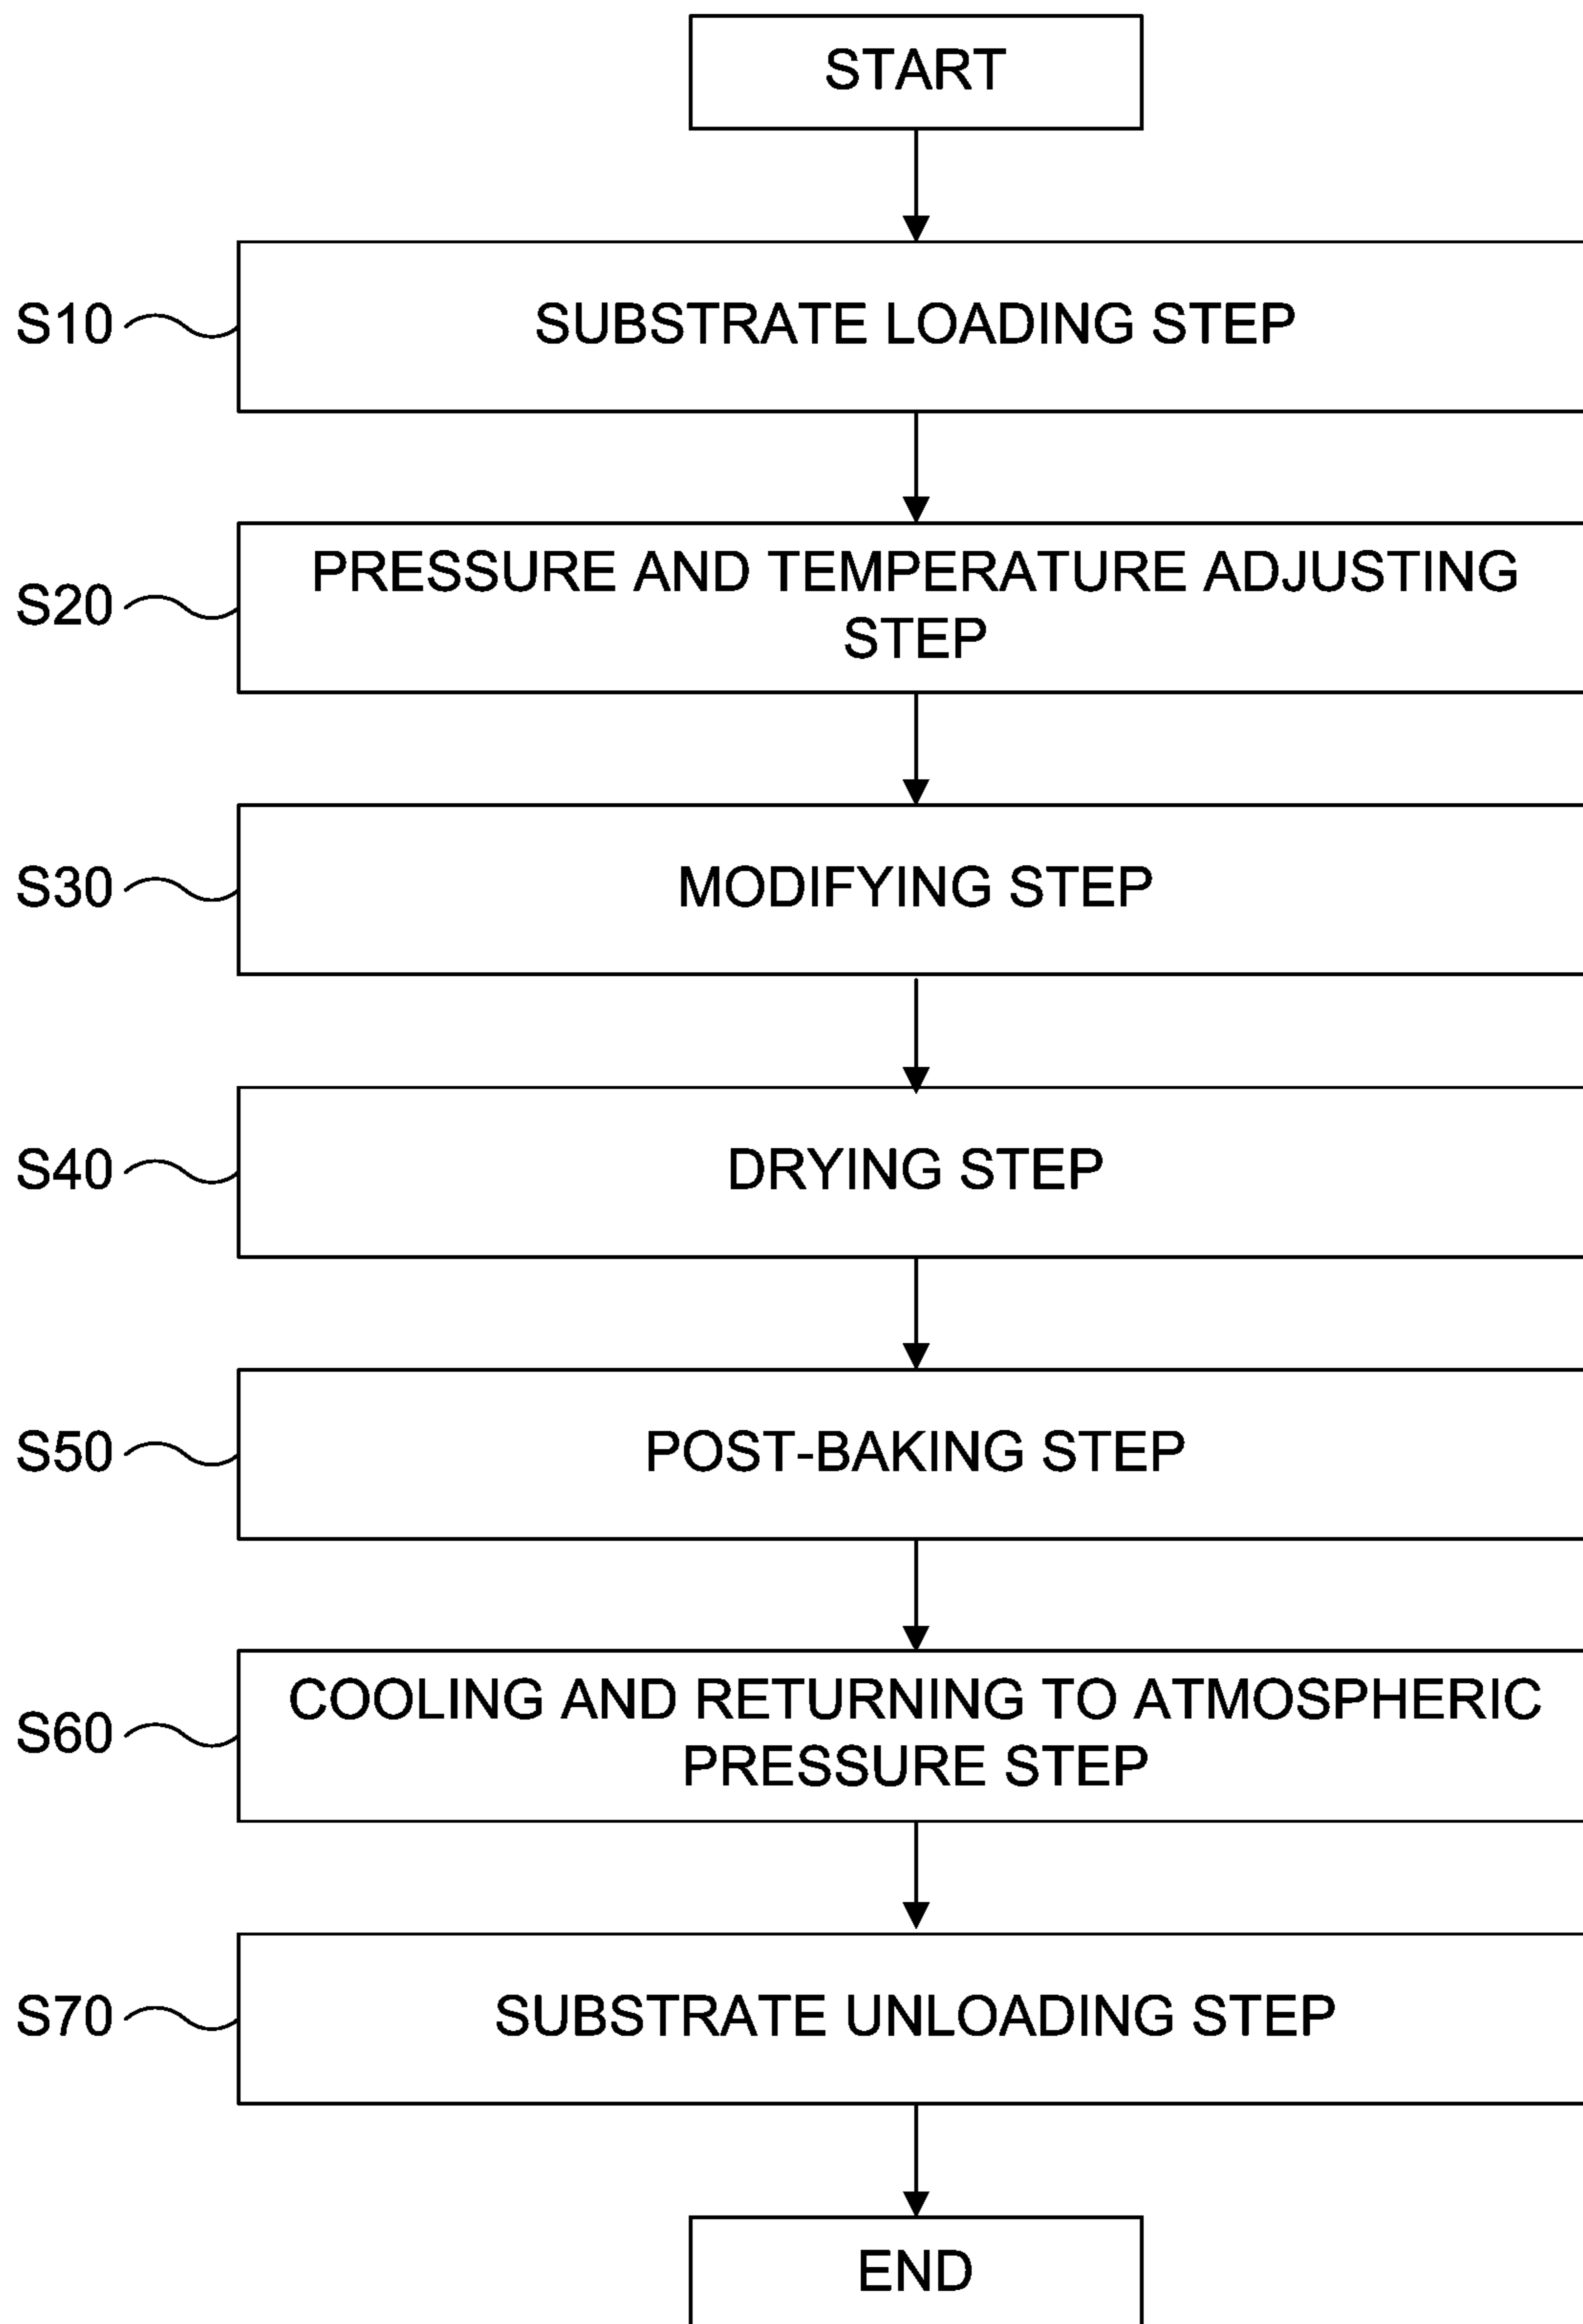 START
S10
SUBSTRATE LOADING STEP
S20
PRESSURE AND TEMPERATURE ADJUSTING
STEP
S30
MODIFYING STEP
S40
DRYING STEP
S50
POST-BAKING STEP
S60
COOLING AND RETURNING TO ATMOSPHERIC
PRESSURE STEP
S70
SUBSTRATE UNLOADING STEP
END